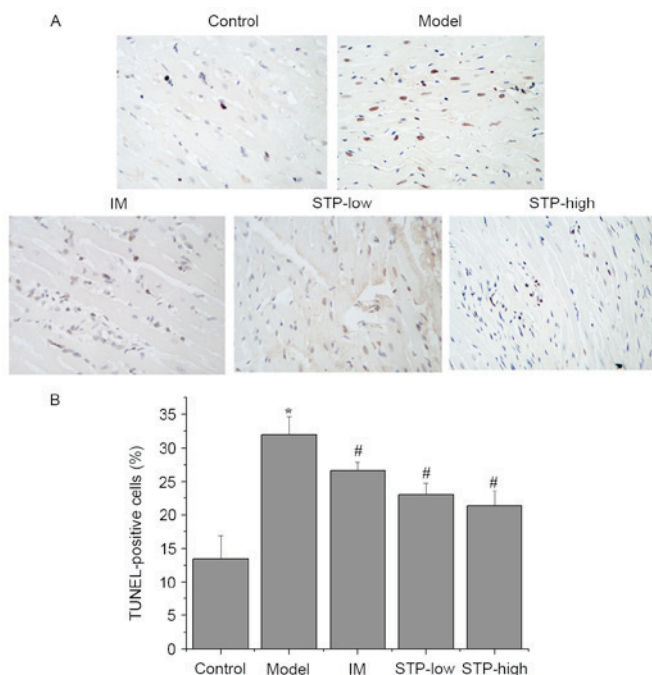 A
Control
Model
IM
STP-low
STP-high
B
TUNEL-positive cells (%)
35
30
25
20
15
10
5
0
*
#
#
#
Control
Model
IM
STP-low
STP-high